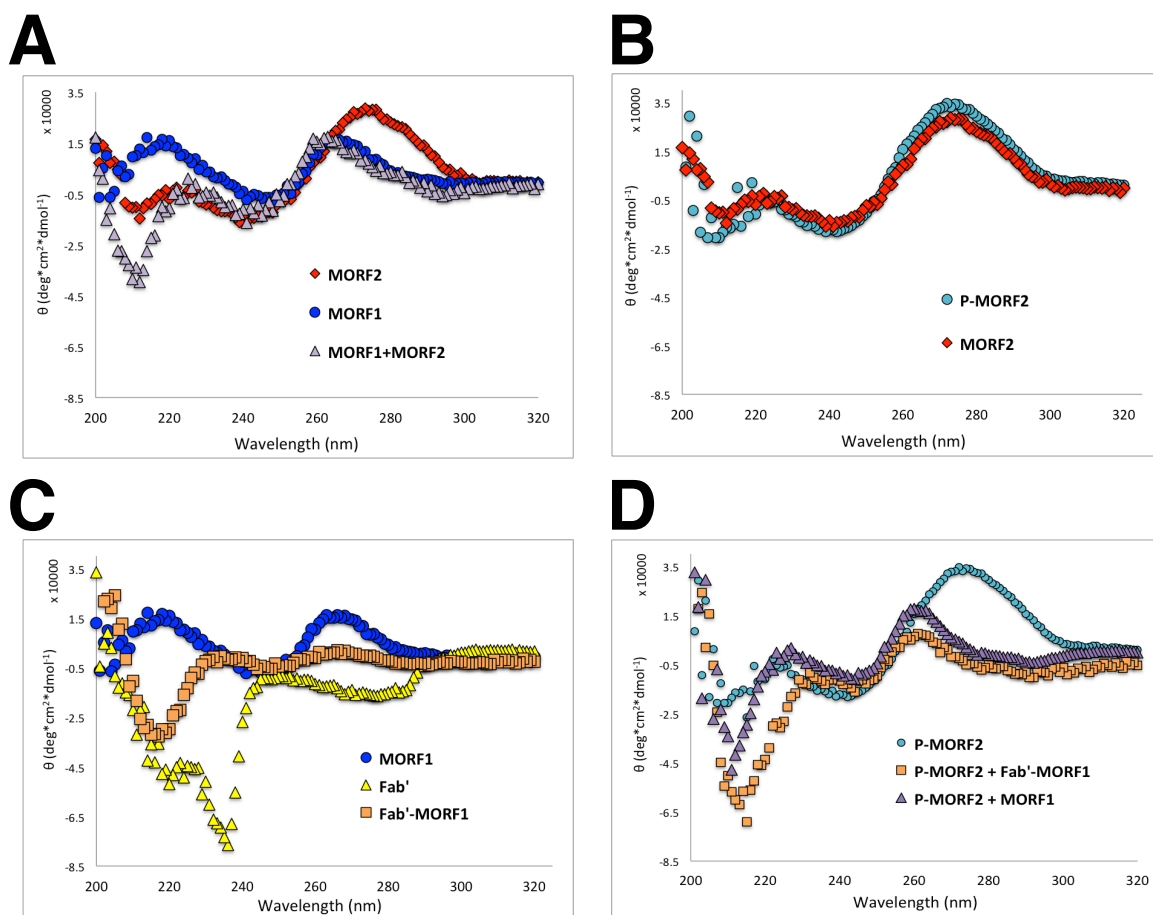 A
x 10000
3.5
1.5
-0.5
-2.5
-4.5
-6.5
-8.5
θ (deg*cm²*dmol⁻¹)
MORF2
MORF1
MORF1+MORF2
200 220 240 260 280 300 320
Wavelength (nm)
B
x 10000
3.5
1.5
-0.5
-2.5
-4.5
-6.5
-8.5
θ (deg*cm²*dmol⁻¹)
P-MORF2
MORF2
200 220 240 260 280 300 320
Wavelength (nm)
C
x 10000
3.5
1.5
-0.5
-2.5
-4.5
-6.5
-8.5
θ (deg*cm²*dmol⁻¹)
MORF1
Fab'
Fab'-MORF1
200 220 240 260 280 300 320
Wavelength (nm)
D
x 10000
3.5
1.5
-0.5
-2.5
-4.5
-6.5
-8.5
θ (deg*cm²*dmol⁻¹)
P-MORF2
P-MORF2 + Fab'-MORF1
P-MORF2 + MORF1
200 220 240 260 280 300 320
Wavelength (nm)